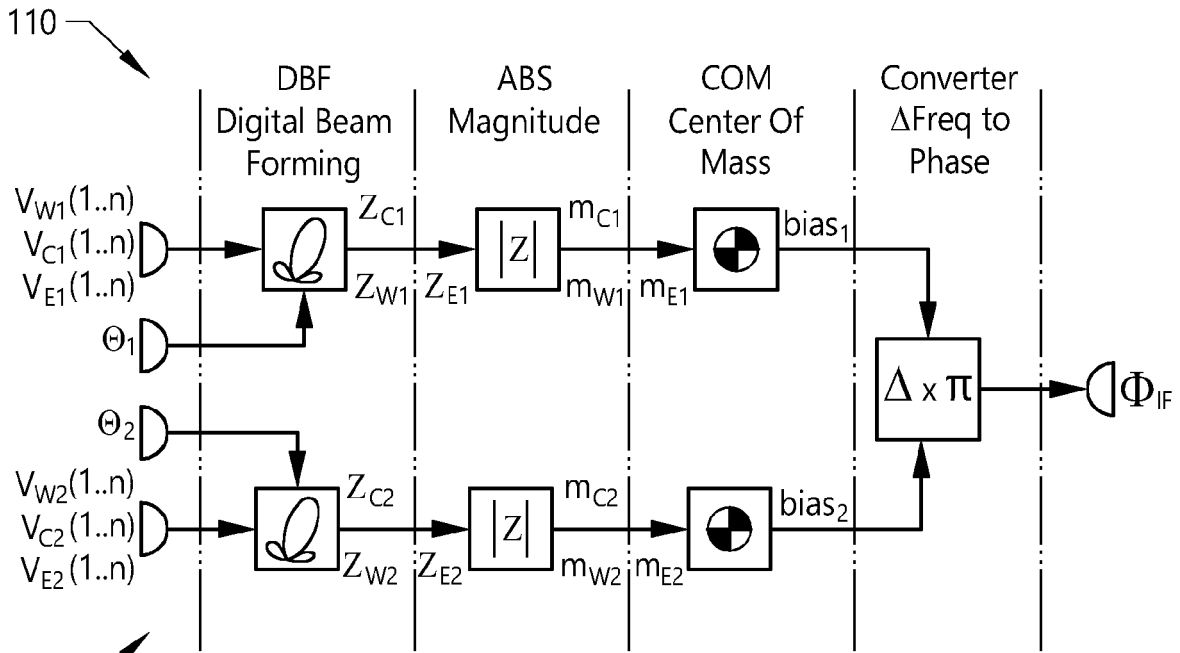 110
DBF
Digital Beam
Forming
ABS
Magnitude
COM
Center Of
Mass
Converter
ΔFreq to
Phase
V_W1(1..n)
V_C1(1..n)
V_E1(1..n)
Θ_1
Z_C1
Z_W1
Z_E1
|Z|
m_C1
m_W1
m_E1
bias_1
Δ x π
Φ_IF
Θ_2
V_W2(1..n)
V_C2(1..n)
V_E2(1..n)
Z_C2
Z_W2
Z_E2
|Z|
m_C2
m_W2
m_E2
bias_2